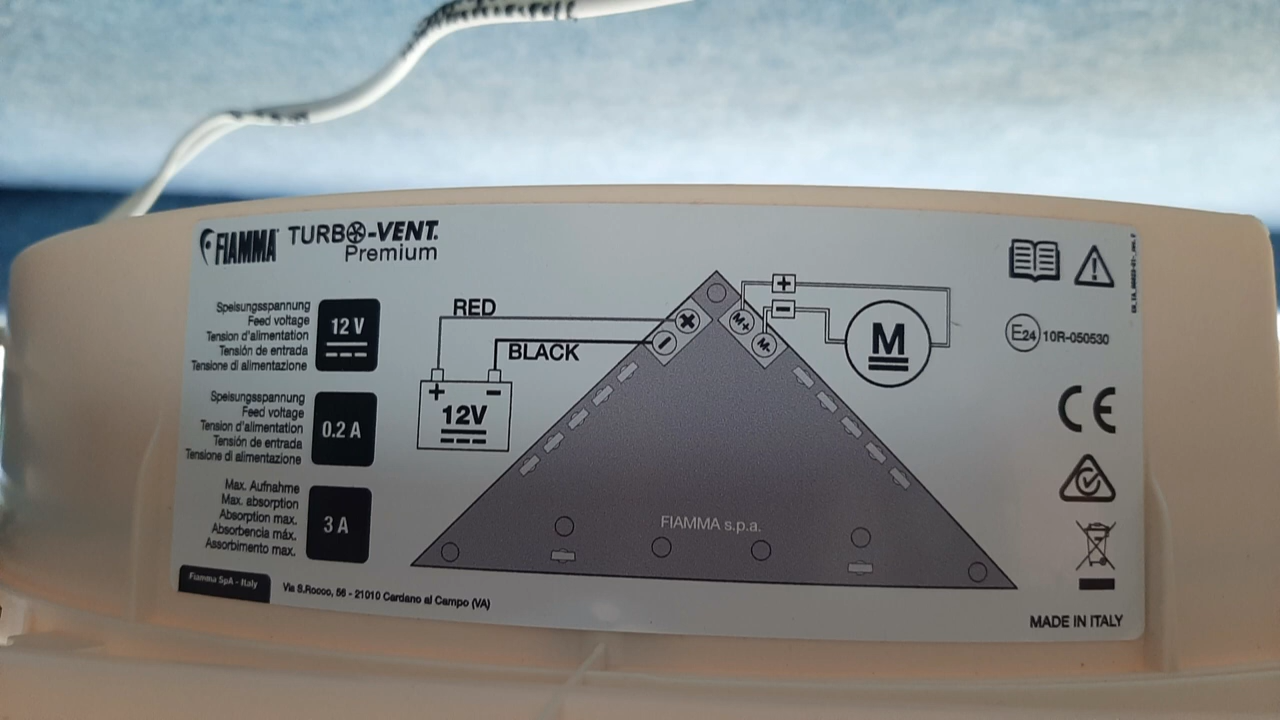 FIAMMA
TURBO-VENT.
Premium
Speisungsspannung
Feed voltage
Tension d'alimentation
Tensión de entrada
Tensione di alimentazione
12 V
Speisungsspannung
Feed voltage
Tension d'alimentation
Tensión de entrada
Tensione di alimentazione
0.2 A
Max. Aufnahme
Max. absorption
Absorption max.
Absorbencia máx.
Assorbimento max.
3 A
Fiamma SpA - Italy
Via S.Rocco, 56 - 21010 Cardano al Campo (VA)
RED
BLACK
+ -
12V
+ -
M+
M-
+
-
M
FIAMMA s.p.a.
E24 10R-050530
CE
MADE IN ITALY